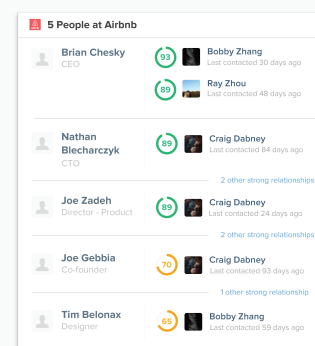 5 People at Airbnb
Brian Chesky
CEO
93
Bobby Zhang
Last contacted 30 days ago
89
Ray Zhou
Last contacted 48 days ago
Nathan
Blecharczyk
CTO
89
Craig Dabney
Last contacted 84 days ago
2 other strong relationships
Joe Zadeh
Director - Product
89
Craig Dabney
Last contacted 24 days ago
2 other strong relationships
Joe Gebbia
Co-founder
70
Craig Dabney
Last contacted 93 days ago
1 other strong relationship
Tim Belonax
Designer
65
Bobby Zhang
Last contacted 59 days ago